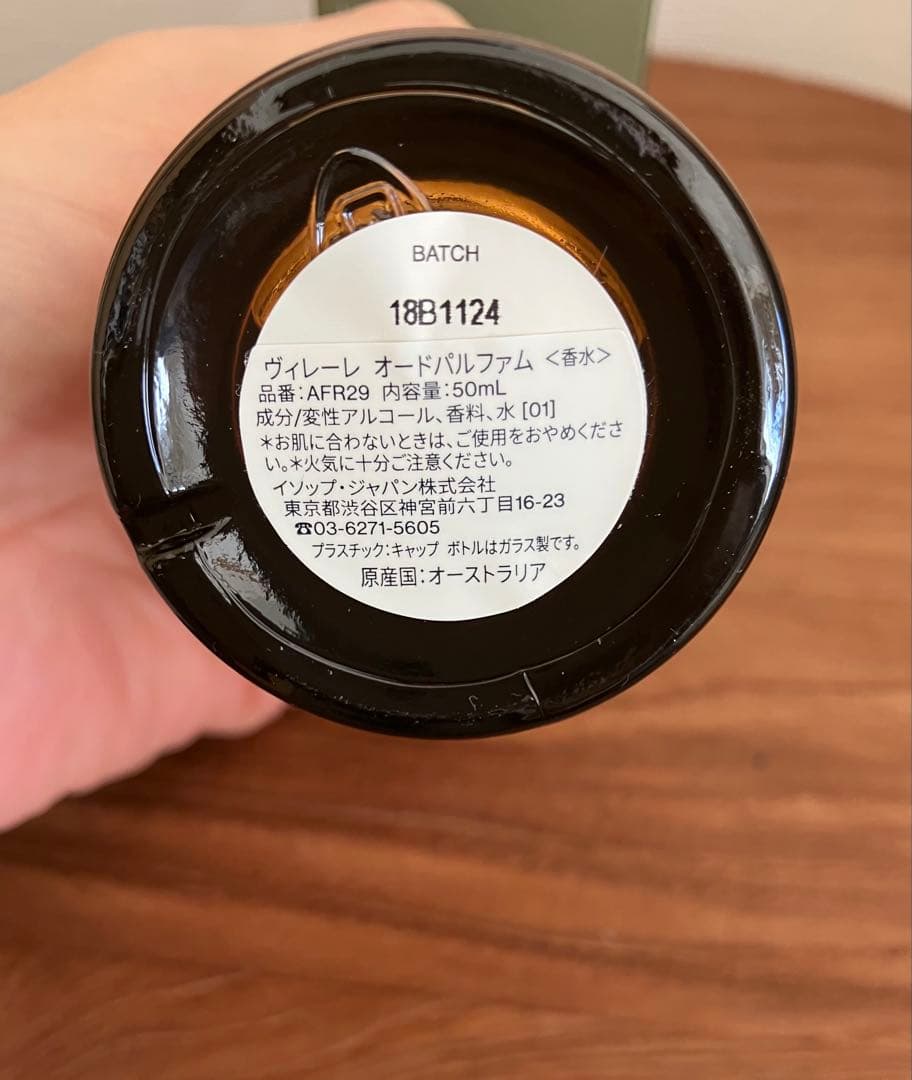 BATCH
18B1124
ヴィレーレ オードパルファム <香水>
品番:AFR29 内容量:50mL
成分/変性アルコール、香料、水 [01]
*お肌に合わないときは、ご使用をおやめくださ
い。*火気に十分ご注意ください。
イソップ・ジャパン株式会社
東京都渋谷区神宮前六丁目16-23
☎03-6271-5605
プラスチック:キャップ ボトルはガラス製です。
原産国:オーストラリア